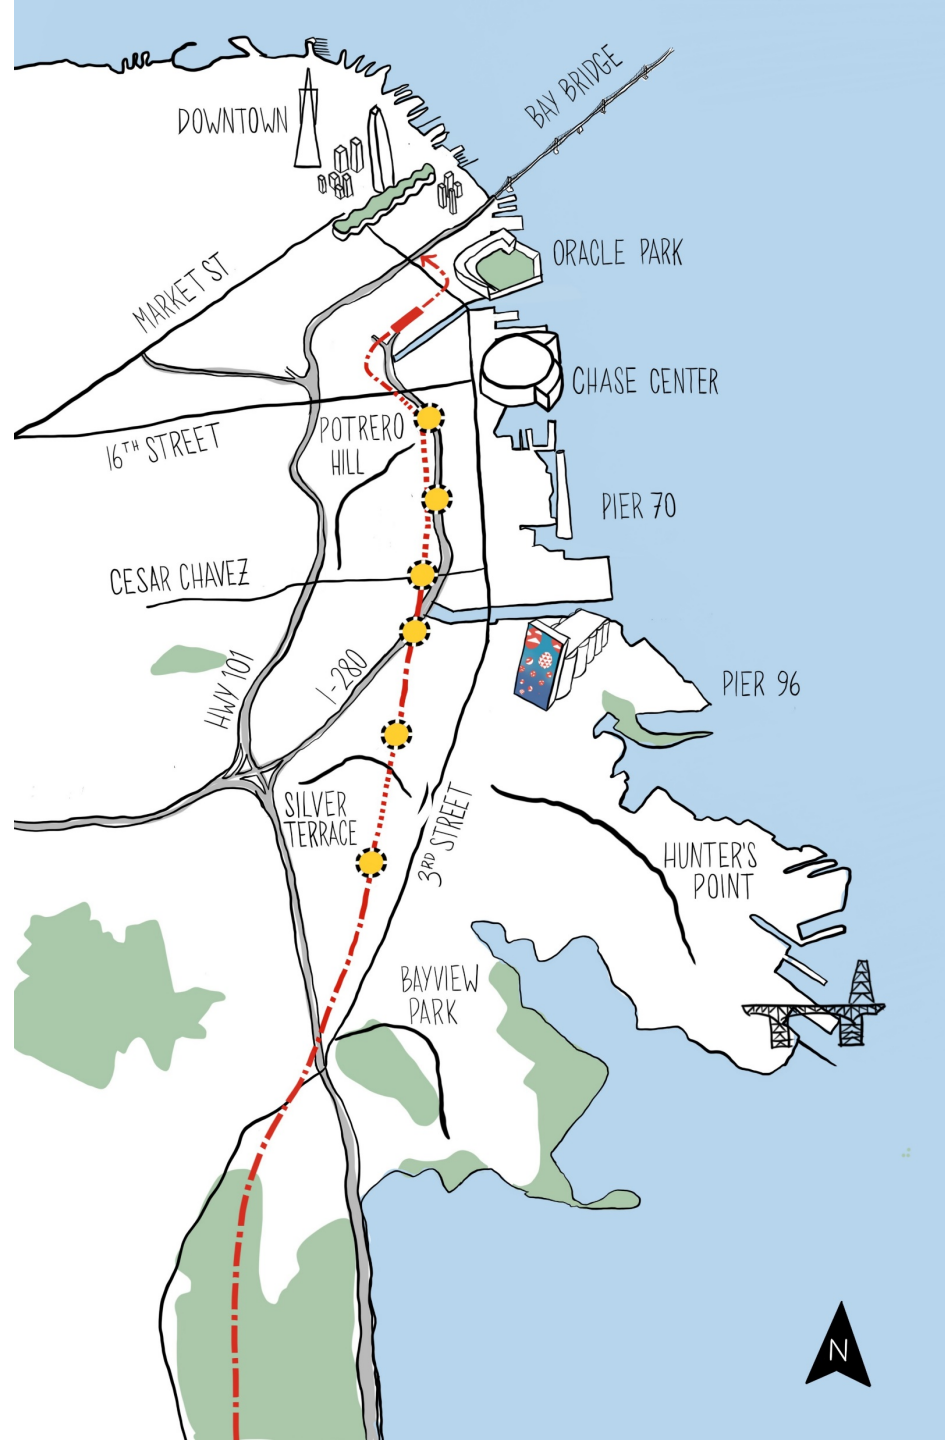 DOWNTOWN
BAY BRIDGE
ORACLE PARK
MARKET ST
CHASE CENTER
16TH STREET
POTRERO
HILL
PIER 70
CESAR CHAVEZ
HWY 101
I-280
PIER 96
SILVER
TERRACE
3RD STREET
HUNTER'S
POINT
BAYVIEW
PARK
N